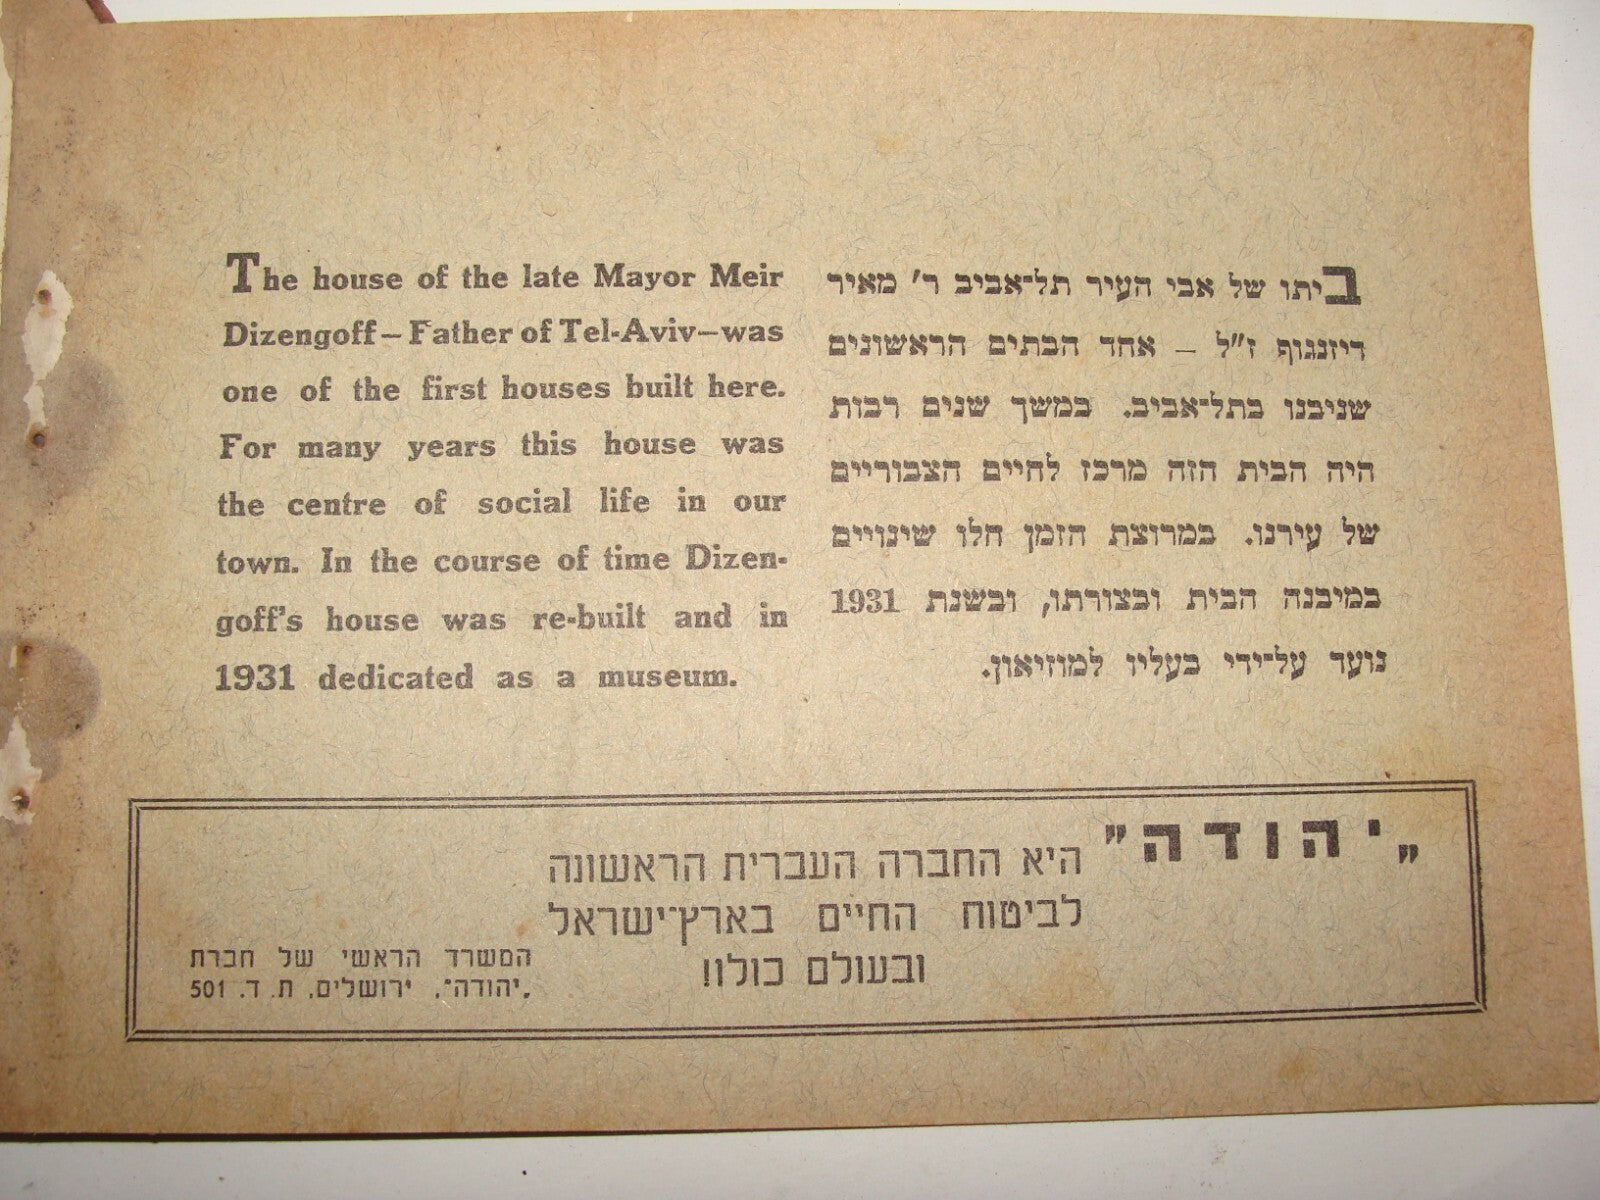 The house of the late Mayor Meir
Dizengoff – Father of Tel-Aviv – was
one of the first houses built here.
For many years this house was
the centre of social life in our
town. In the course of time Dizen-
goff's house was re-built and in
1931 dedicated as a museum.
ביתו של אבי העיר תל־אביב ר' מאיר
דיזנגוף ז"ל – אחד הבתים הראשונים
שניבנו בתל־אביב. במשך שנים רבות
היה הבית הזה מרכז לחיים הצבוריים
של עירנו. במרוצת הזמן חלו שינויים
במיבנה הבית ובצורתו, ובשנת 1931
נועד על־ידי בעליו למוזיאון.
„יהודה"
היא החברה העברית הראשונה
לביטוח החיים בארץ־ישראל
ובעולם כולו!
המשרד הראשי של חברת
„יהודה", ירושלים, ת. ד. 501